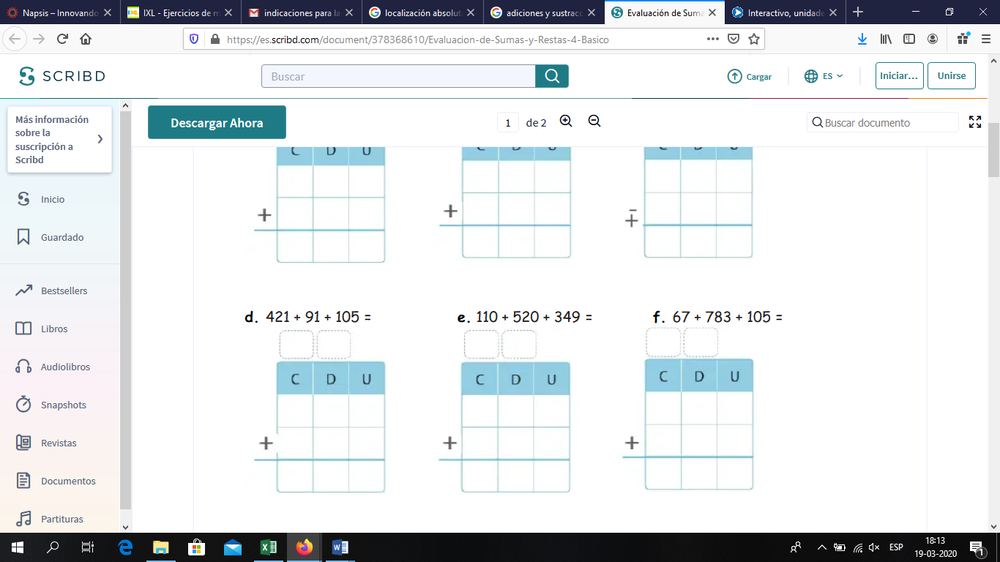 Napsis – Innovando
IXL - Ejercicios de m
indicaciones para la
localización absolut
adiciones y sustracc
Evaluación de Suma
Interactivo, unidade
https://es.scribd.com/document/378368610/Evaluacion-de-Sumas-y-Restas-4-Basico
SCRIBD
Buscar
Cargar
ES
Iniciar...
Unirse
Más información
sobre la
suscripción a
Scribd
Descargar Ahora
1 de 2
Buscar documento
Inicio
Guardado
Bestsellers
Libros
Audiolibros
Snapshots
Revistas
Documentos
Partituras
C D U
C D U
C D U
+
+
- +
d. 421 + 91 + 105 =
e. 110 + 520 + 349 =
f. 67 + 783 + 105 =
C D U
C D U
C D U
+
+
+
ESP
18:13
19-03-2020
1